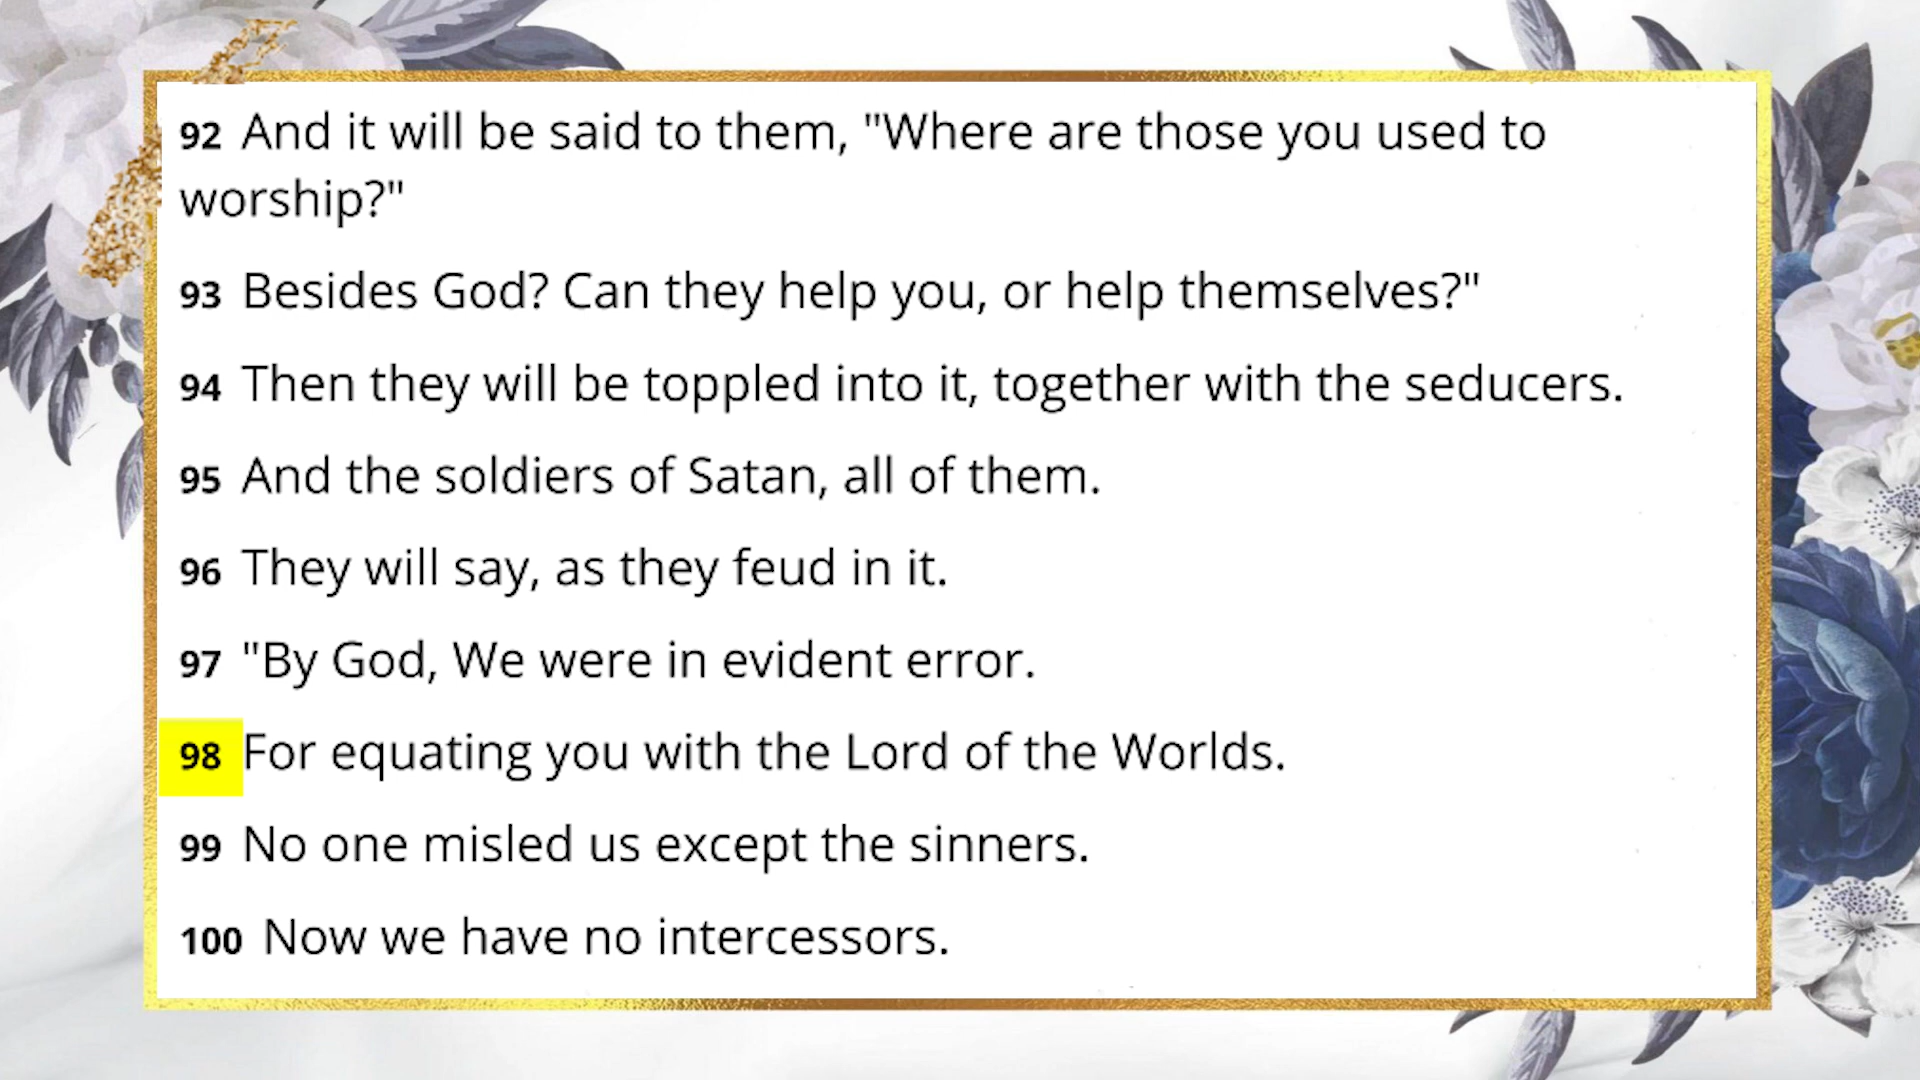 92 And it will be said to them, "Where are those you used to
worship?"
93 Besides God? Can they help you, or help themselves?"
94 Then they will be toppled into it, together with the seducers.
95 And the soldiers of Satan, all of them.
96 They will say, as they feud in it.
97 "By God, We were in evident error.
98 For equating you with the Lord of the Worlds.
99 No one misled us except the sinners.
100 Now we have no intercessors.